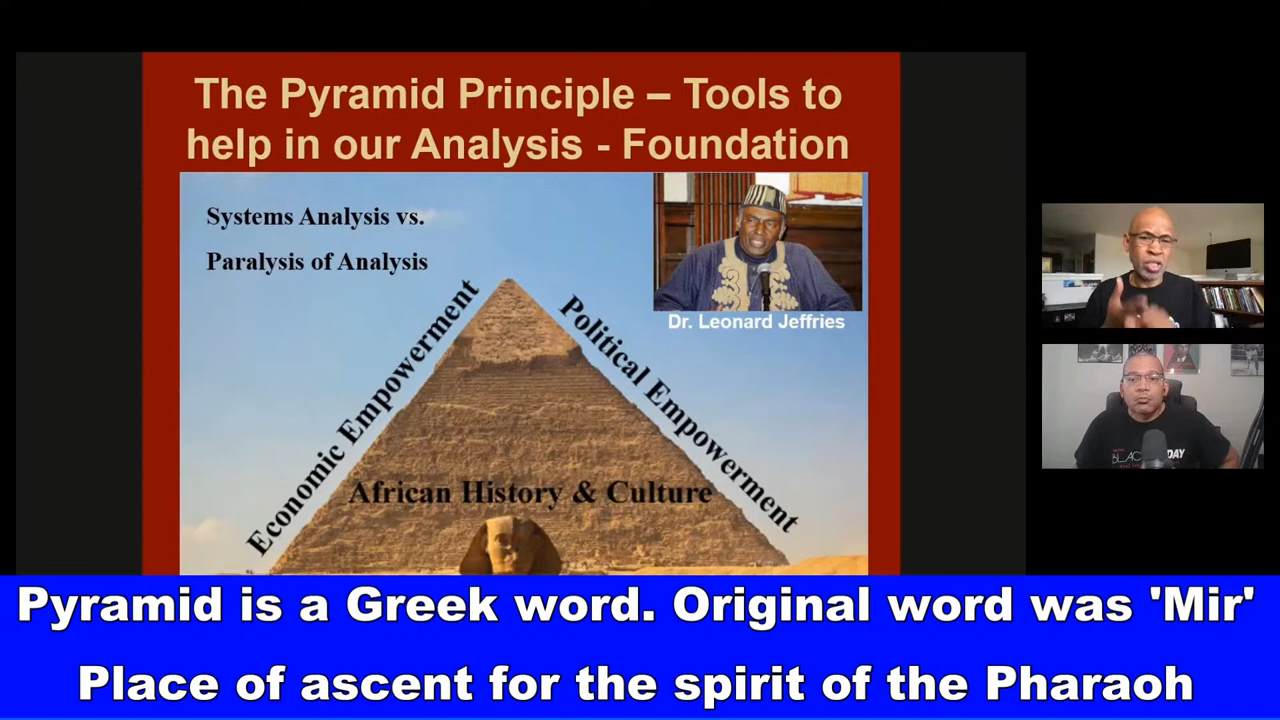 The Pyramid Principle – Tools to
help in our Analysis - Foundation
Systems Analysis vs.
Paralysis of Analysis
Dr. Leonard Jeffries
Economic Empowerment
Political Empowerment
African History & Culture
Pyramid is a Greek word. Original word was 'Mir'
Place of ascent for the spirit of the Pharaoh